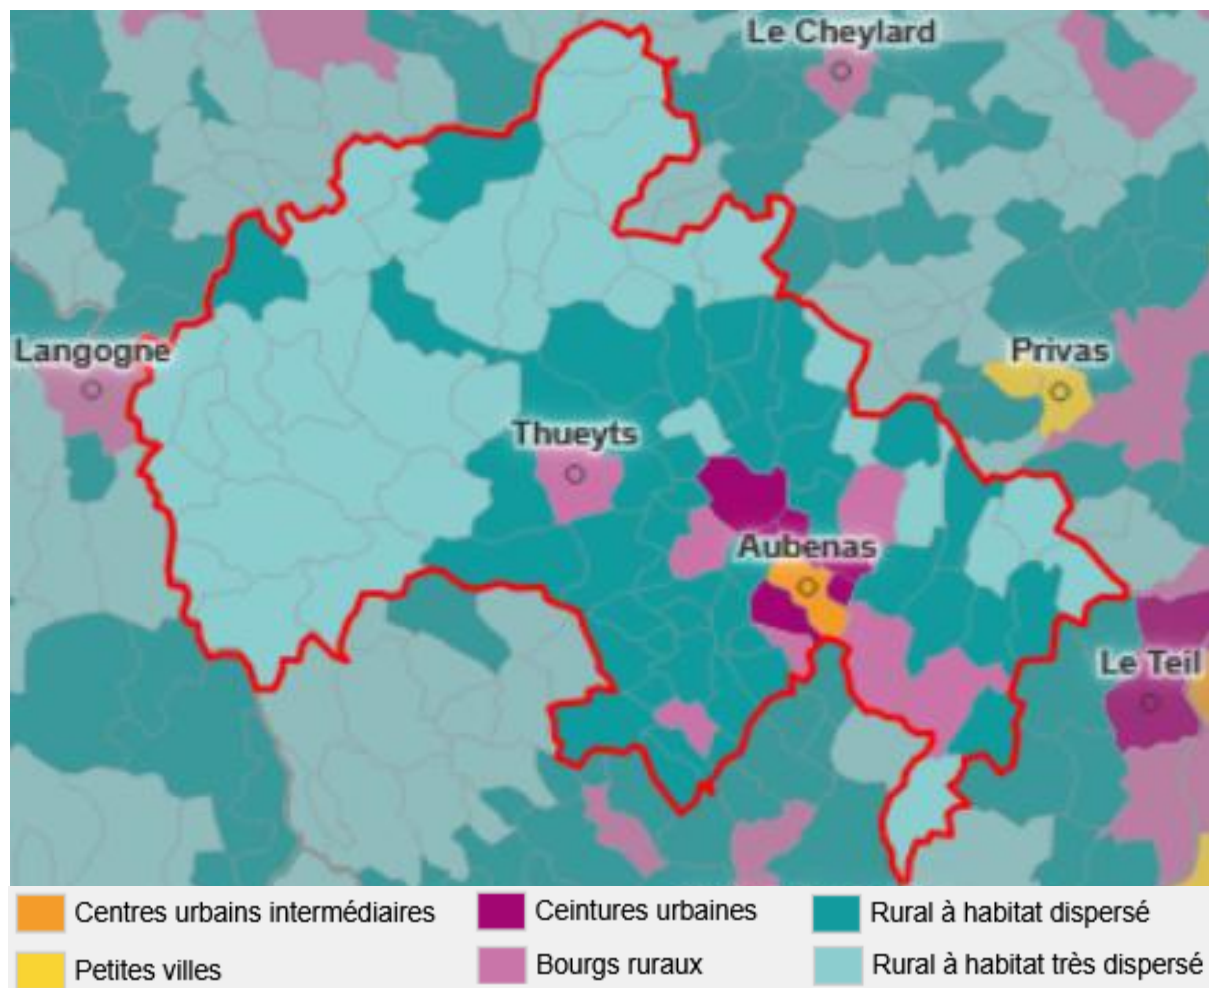 Le Cheylard
Langogne
Privas
Thueyts
Aubenas
Le Teil
Centres urbains intermédiaires
Ceintures urbaines
Rural à habitat dispersé
Petites villes
Bourgs ruraux
Rural à habitat très dispersé